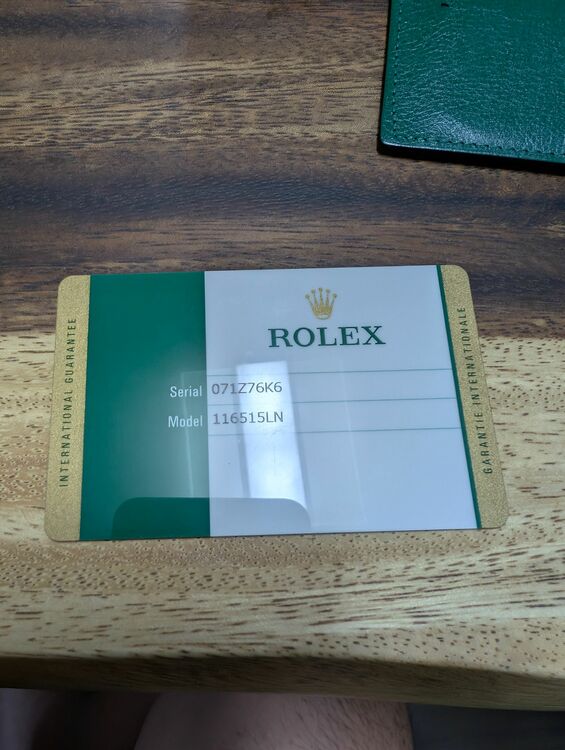 INTERNATIONAL GUARANTEE
ROLEX
Serial 071Z76K6
Model 116515LN
GARANTIE INTERNATIONALE